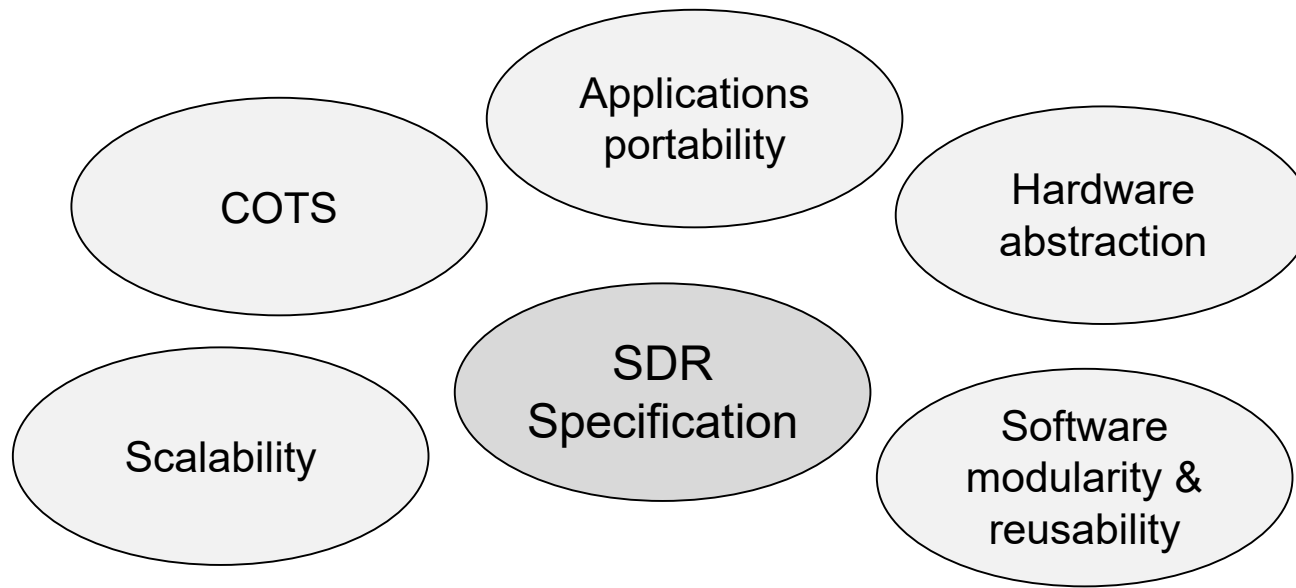 Applications
portability
COTS
Hardware
abstraction
SDR
Specification
Scalability
Software
modularity &
reusability